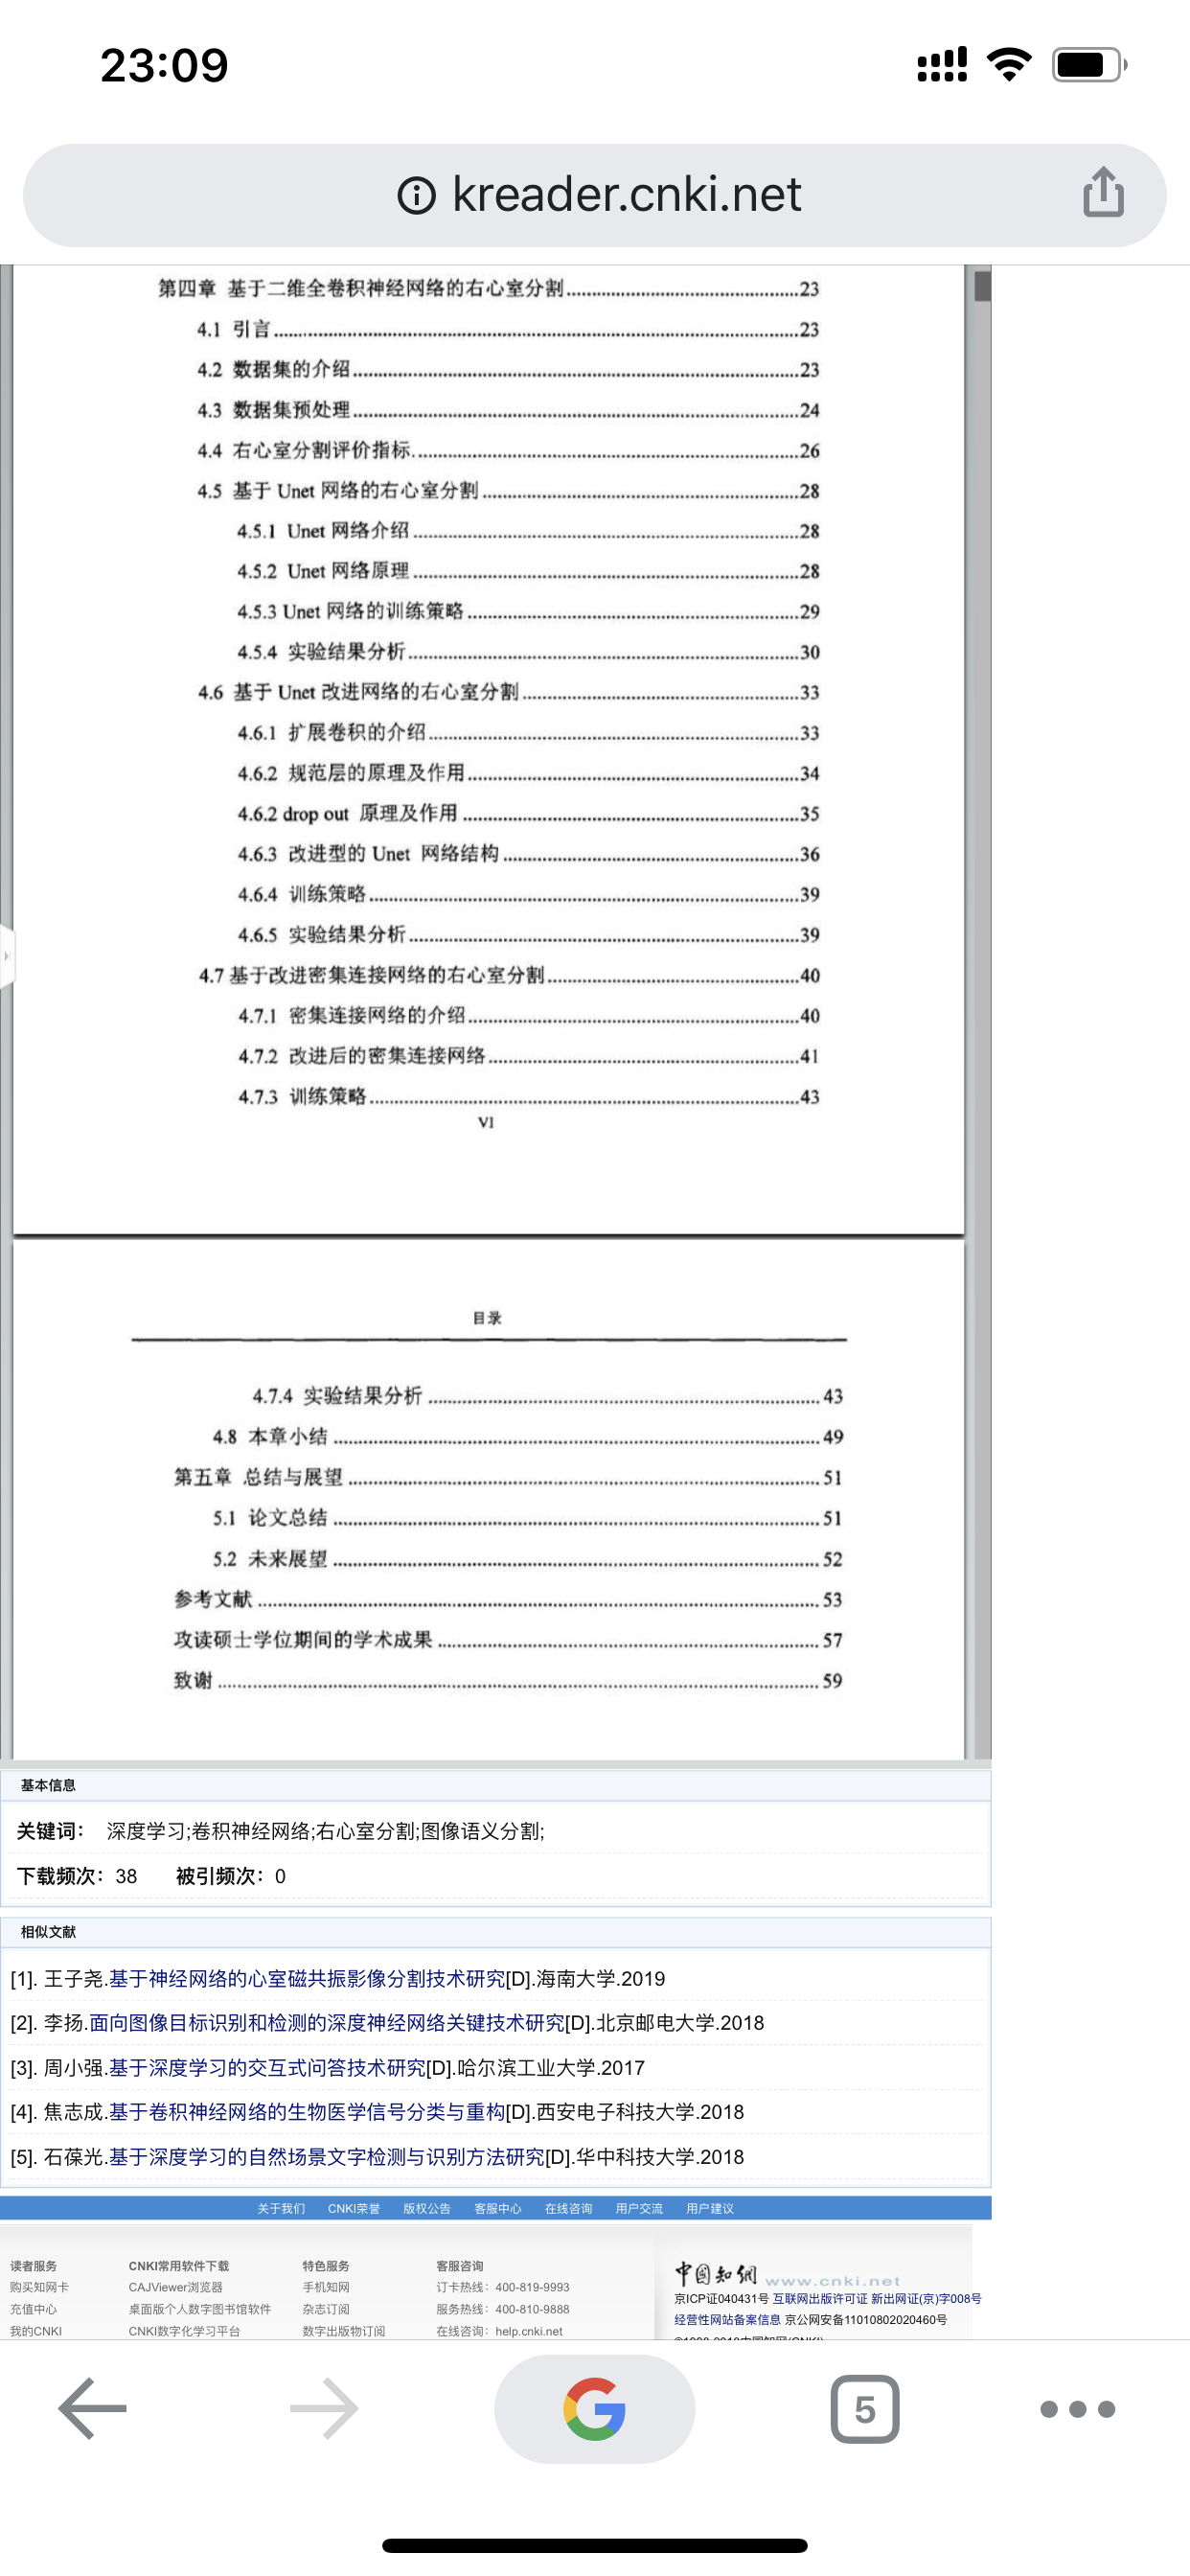 23:09
kreader.cnki.net
第四章 基于二维全卷积神经网络的右心室分割........................23
4.1 引言........................23
4.2 数据集的介绍........................23
4.3 数据集预处理........................24
4.4 右心室分割评价指标........................26
4.5 基于 Unet 网络的右心室分割........................28
4.5.1 Unet 网络介绍........................28
4.5.2 Unet 网络原理........................28
4.5.3 Unet 网络的训练策略........................29
4.5.4 实验结果分析........................30
4.6 基于 Unet 改进网络的右心室分割........................33
4.6.1 扩展卷积的介绍........................33
4.6.2 规范层的原理及作用........................34
4.6.2 drop out 原理及作用........................35
4.6.3 改进型的 Unet 网络结构........................36
4.6.4 训练策略........................39
4.6.5 实验结果分析........................39
4.7 基于改进密集连接网络的右心室分割........................40
4.7.1 密集连接网络的介绍........................40
4.7.2 改进后的密集连接网络........................41
4.7.3 训练策略........................43
VI
目录
4.7.4 实验结果分析........................43
4.8 本章小结........................49
第五章 总结与展望........................51
5.1 论文总结........................51
5.2 未来展望........................52
参考文献........................53
攻读硕士学位期间的学术成果........................57
致谢........................59
基本信息
关键词： 深度学习;卷积神经网络;右心室分割;图像语义分割;
下载频次：38 被引频次：0
相似文献
[1]. 王子尧.基于神经网络的心室磁共振影像分割技术研究[D].海南大学.2019
[2]. 李扬.面向图像目标识别和检测的深度神经网络关键技术研究[D].北京邮电大学.2018
[3]. 周小强.基于深度学习的交互式问答技术研究[D].哈尔滨工业大学.2017
[4]. 焦志成.基于卷积神经网络的生物医学信号分类与重构[D].西安电子科技大学.2018
[5]. 石葆光.基于深度学习的自然场景文字检测与识别方法研究[D].华中科技大学.2018
关于我们 CNKI荣誉 版权公告 客服中心 在线咨询 用户交流 用户建议
读者服务 CNKI常用软件下载 特色服务 客服咨询
购买知网卡 CAJViewer浏览器 手机知网 订卡热线：400-819-9993
充值中心 桌面版个人数字图书馆软件 杂志订阅 服务热线：400-810-9888
我的CNKI CNKI数字化学习平台 数字出版物订阅 在线咨询：help.cnki.net
中国知網 www.cnki.net
京ICP证040431号 互联网出版许可证 新出网证(京)字008号
经营性网站备案信息 京公网安备11010802020460号
5